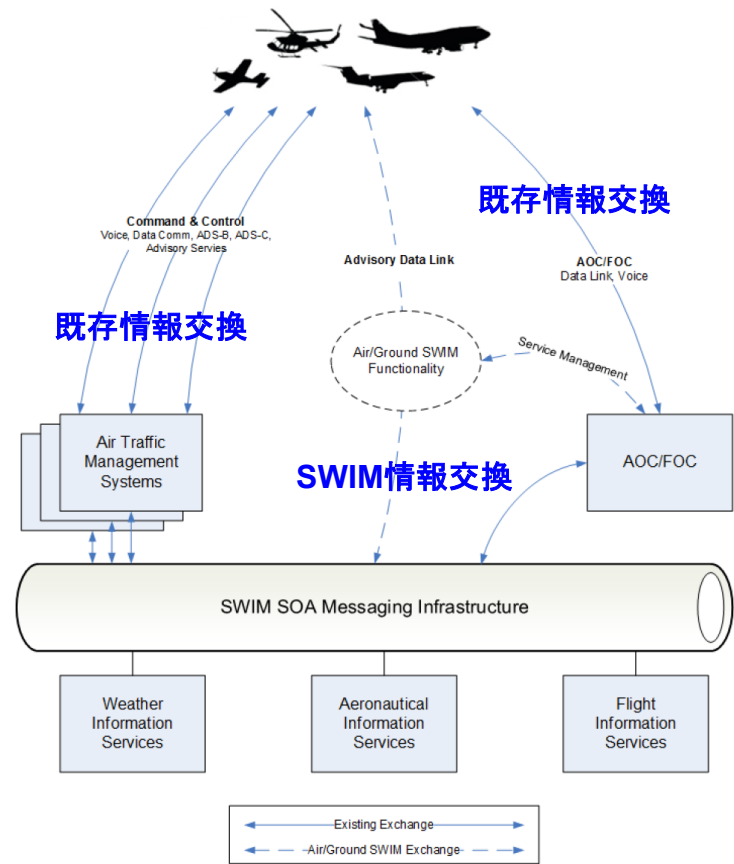 既存情報交換
Command & Control
Voice, Data Comm, ADS-B, ADS-C,
Advisory Servies
Advisory Data Link
AOC/FOC
Data Link, Voice
既存情報交換
Air/Ground SWIM
Functionality
Service Management
Air Traffic
Management
Systems
SWIM情報交換
AOC/FOC
SWIM SOA Messaging Infrastructure
Weather
Information
Services
Aeronautical
Information
Services
Flight
Information
Services
Existing Exchange
Air/Ground SWIM Exchange